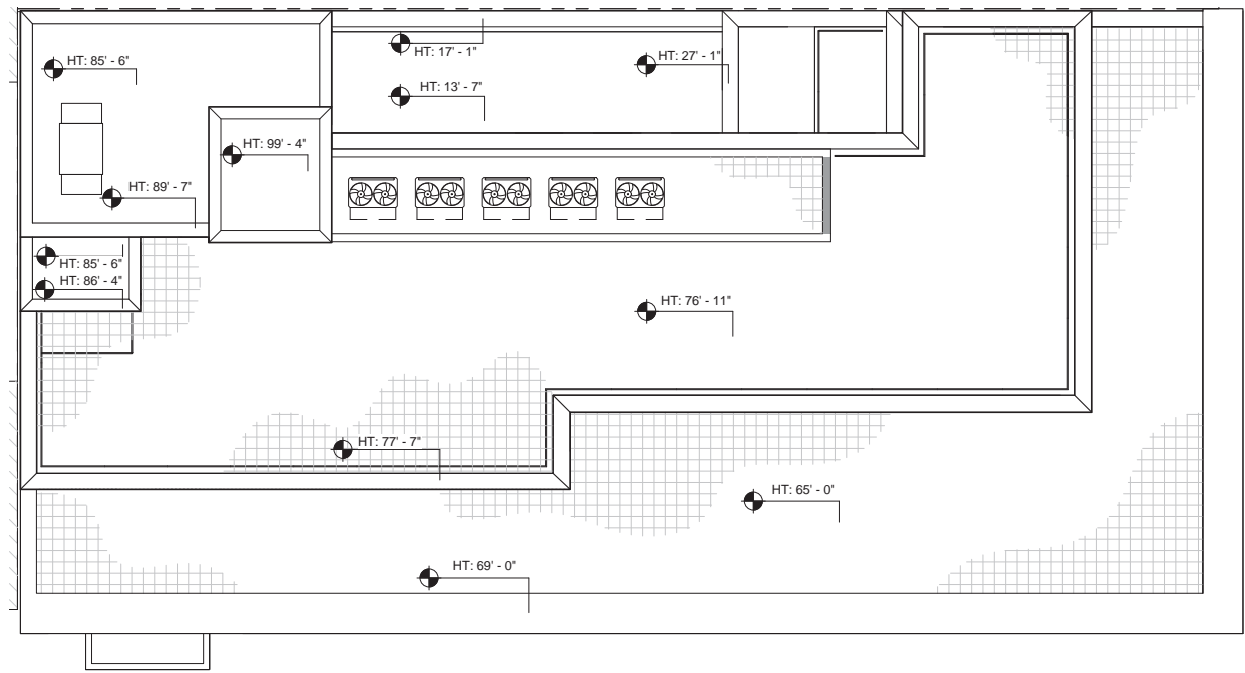 HT: 17' - 1"
HT: 85' - 6"
HT: 27' - 1"
HT: 13' - 7"
HT: 99' - 4"
HT: 89' - 7"
HT: 85' - 6"
HT: 86' - 4"
HT: 76' - 11"
HT: 77' - 7"
HT: 65' - 0"
HT: 69' - 0"